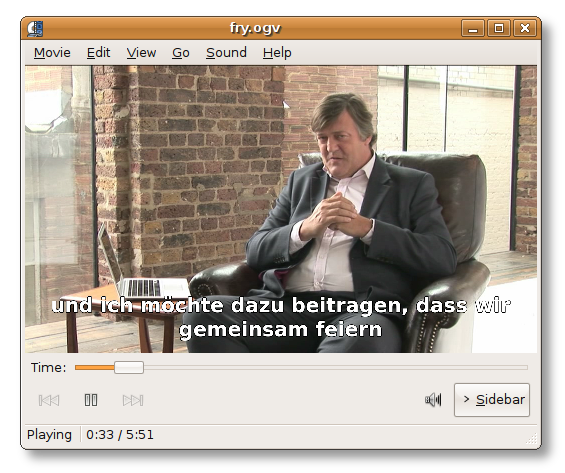 fry.ogv
Movie Edit View Go Sound Help
und ich möchte dazu beitragen, dass wir
gemeinsam feiern
Time:
> Sidebar
Playing 0:33 / 5:51